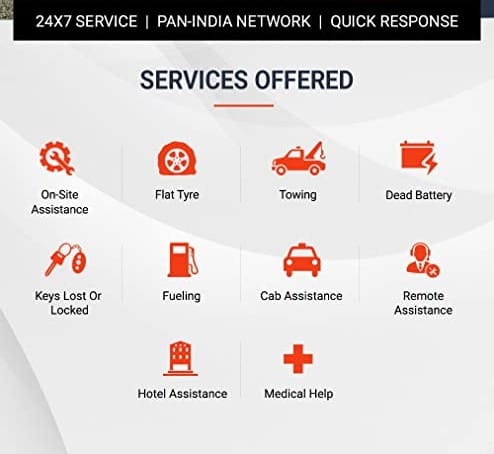 24X7 SERVICE | PAN-INDIA NETWORK | QUICK RESPONSE
SERVICES OFFERED
On-Site
Assistance
Flat Tyre
Towing
Dead Battery
Keys Lost Or
Locked
Fueling
Cab Assistance
Remote
Assistance
Hotel Assistance
Medical Help